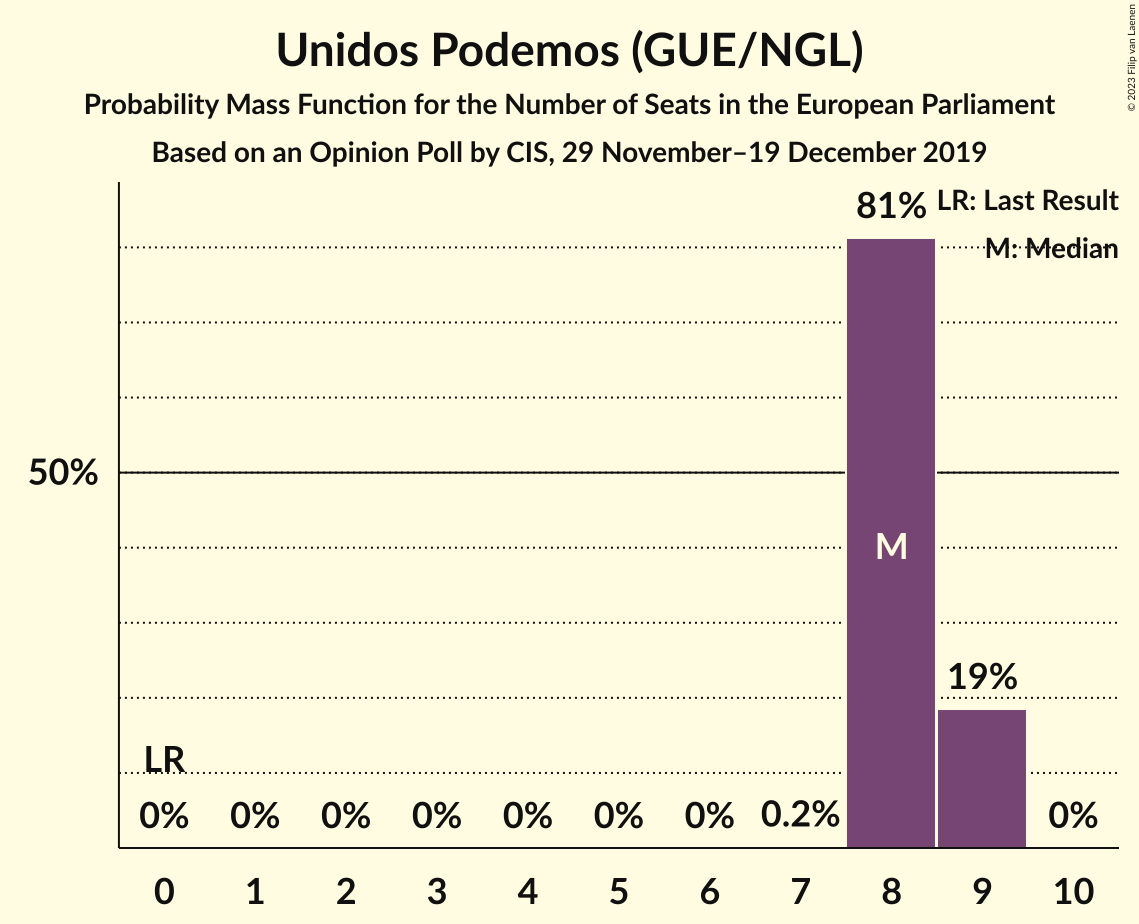 Unidos Podemos (GUE/NGL)
Probability Mass Function for the Number of Seats in the European Parliament
Based on an Opinion Poll by CIS, 29 November–19 December 2019
© 2023 Filip van Laenen
81%
LR: Last Result
M: Median
50%
M
19%
LR
0% 0% 0% 0% 0% 0% 0% 0.2% 0%
0 1 2 3 4 5 6 7 8 9 10